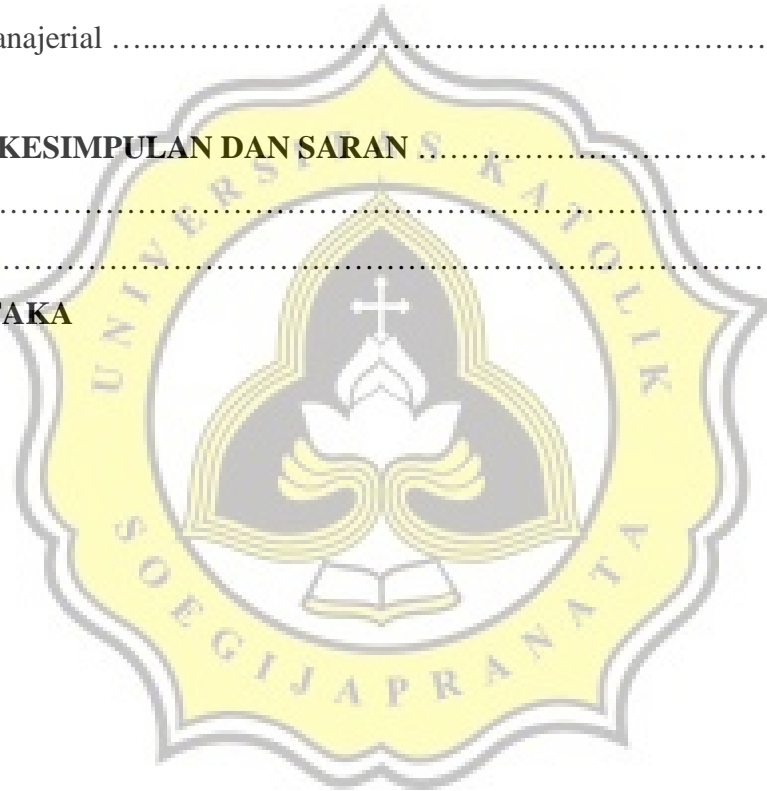 anajerial …...……………………………………...……………
KESIMPULAN DAN SARAN ……………………………
……………………………………………………………………
……………………………………………………………………
TAKA
UNIVERSITAS KATOLIK
SOEGIJAPRANATA